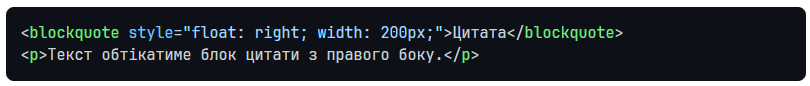 <blockquote style="float: right; width: 200px;">Цитата</blockquote>
<p>Текст обтікатиме блок цитати з правого боку.</p>